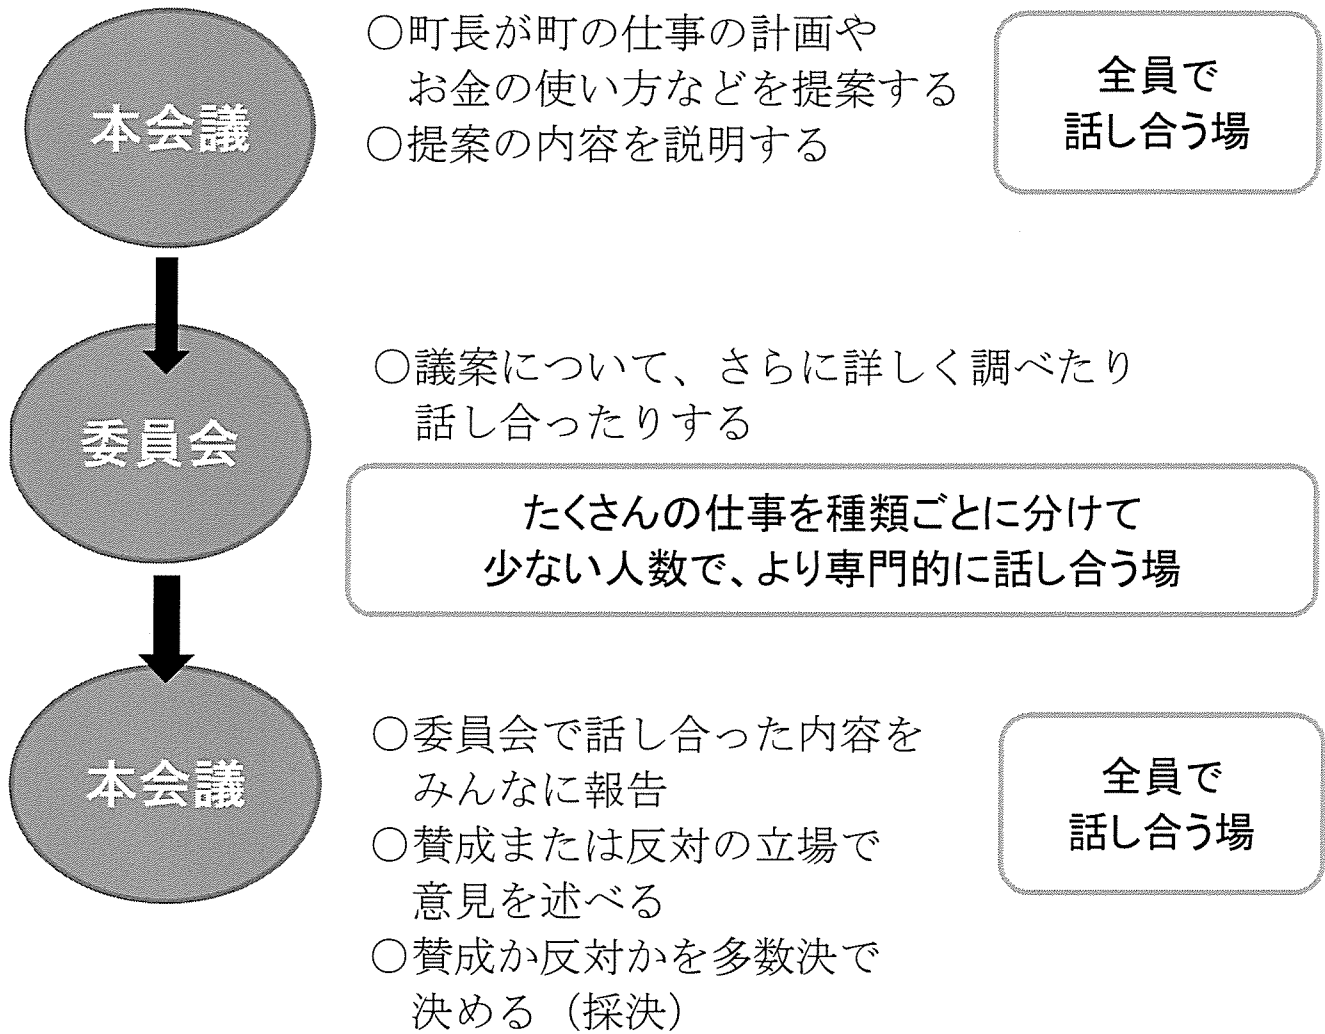 本会議
○町長が町の仕事の計画や
お金の使い方などを提案する
○提案の内容を説明する
全員で
話し合う場
委員会
○議案について、さらに詳しく調べたり
話し合ったりする
たくさんの仕事を種類ごとに分けて
少ない人数で、より専門的に話し合う場
本会議
○委員会で話し合った内容を
みんなに報告
○賛成または反対の立場で
意見を述べる
○賛成か反対かを多数決で
決める（採決）
全員で
話し合う場